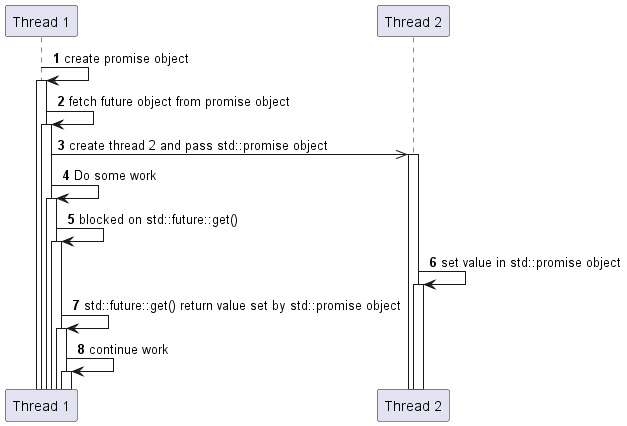 Thread 1 Thread 2
1 create promise object
2 fetch future object from promise object
3 create thread 2 and pass std::promise object
4 Do some work
5 blocked on std::future::get()
6 set value in std::promise object
7 std::future::get() return value set by std::promise object
8 continue work
Thread 1 Thread 2